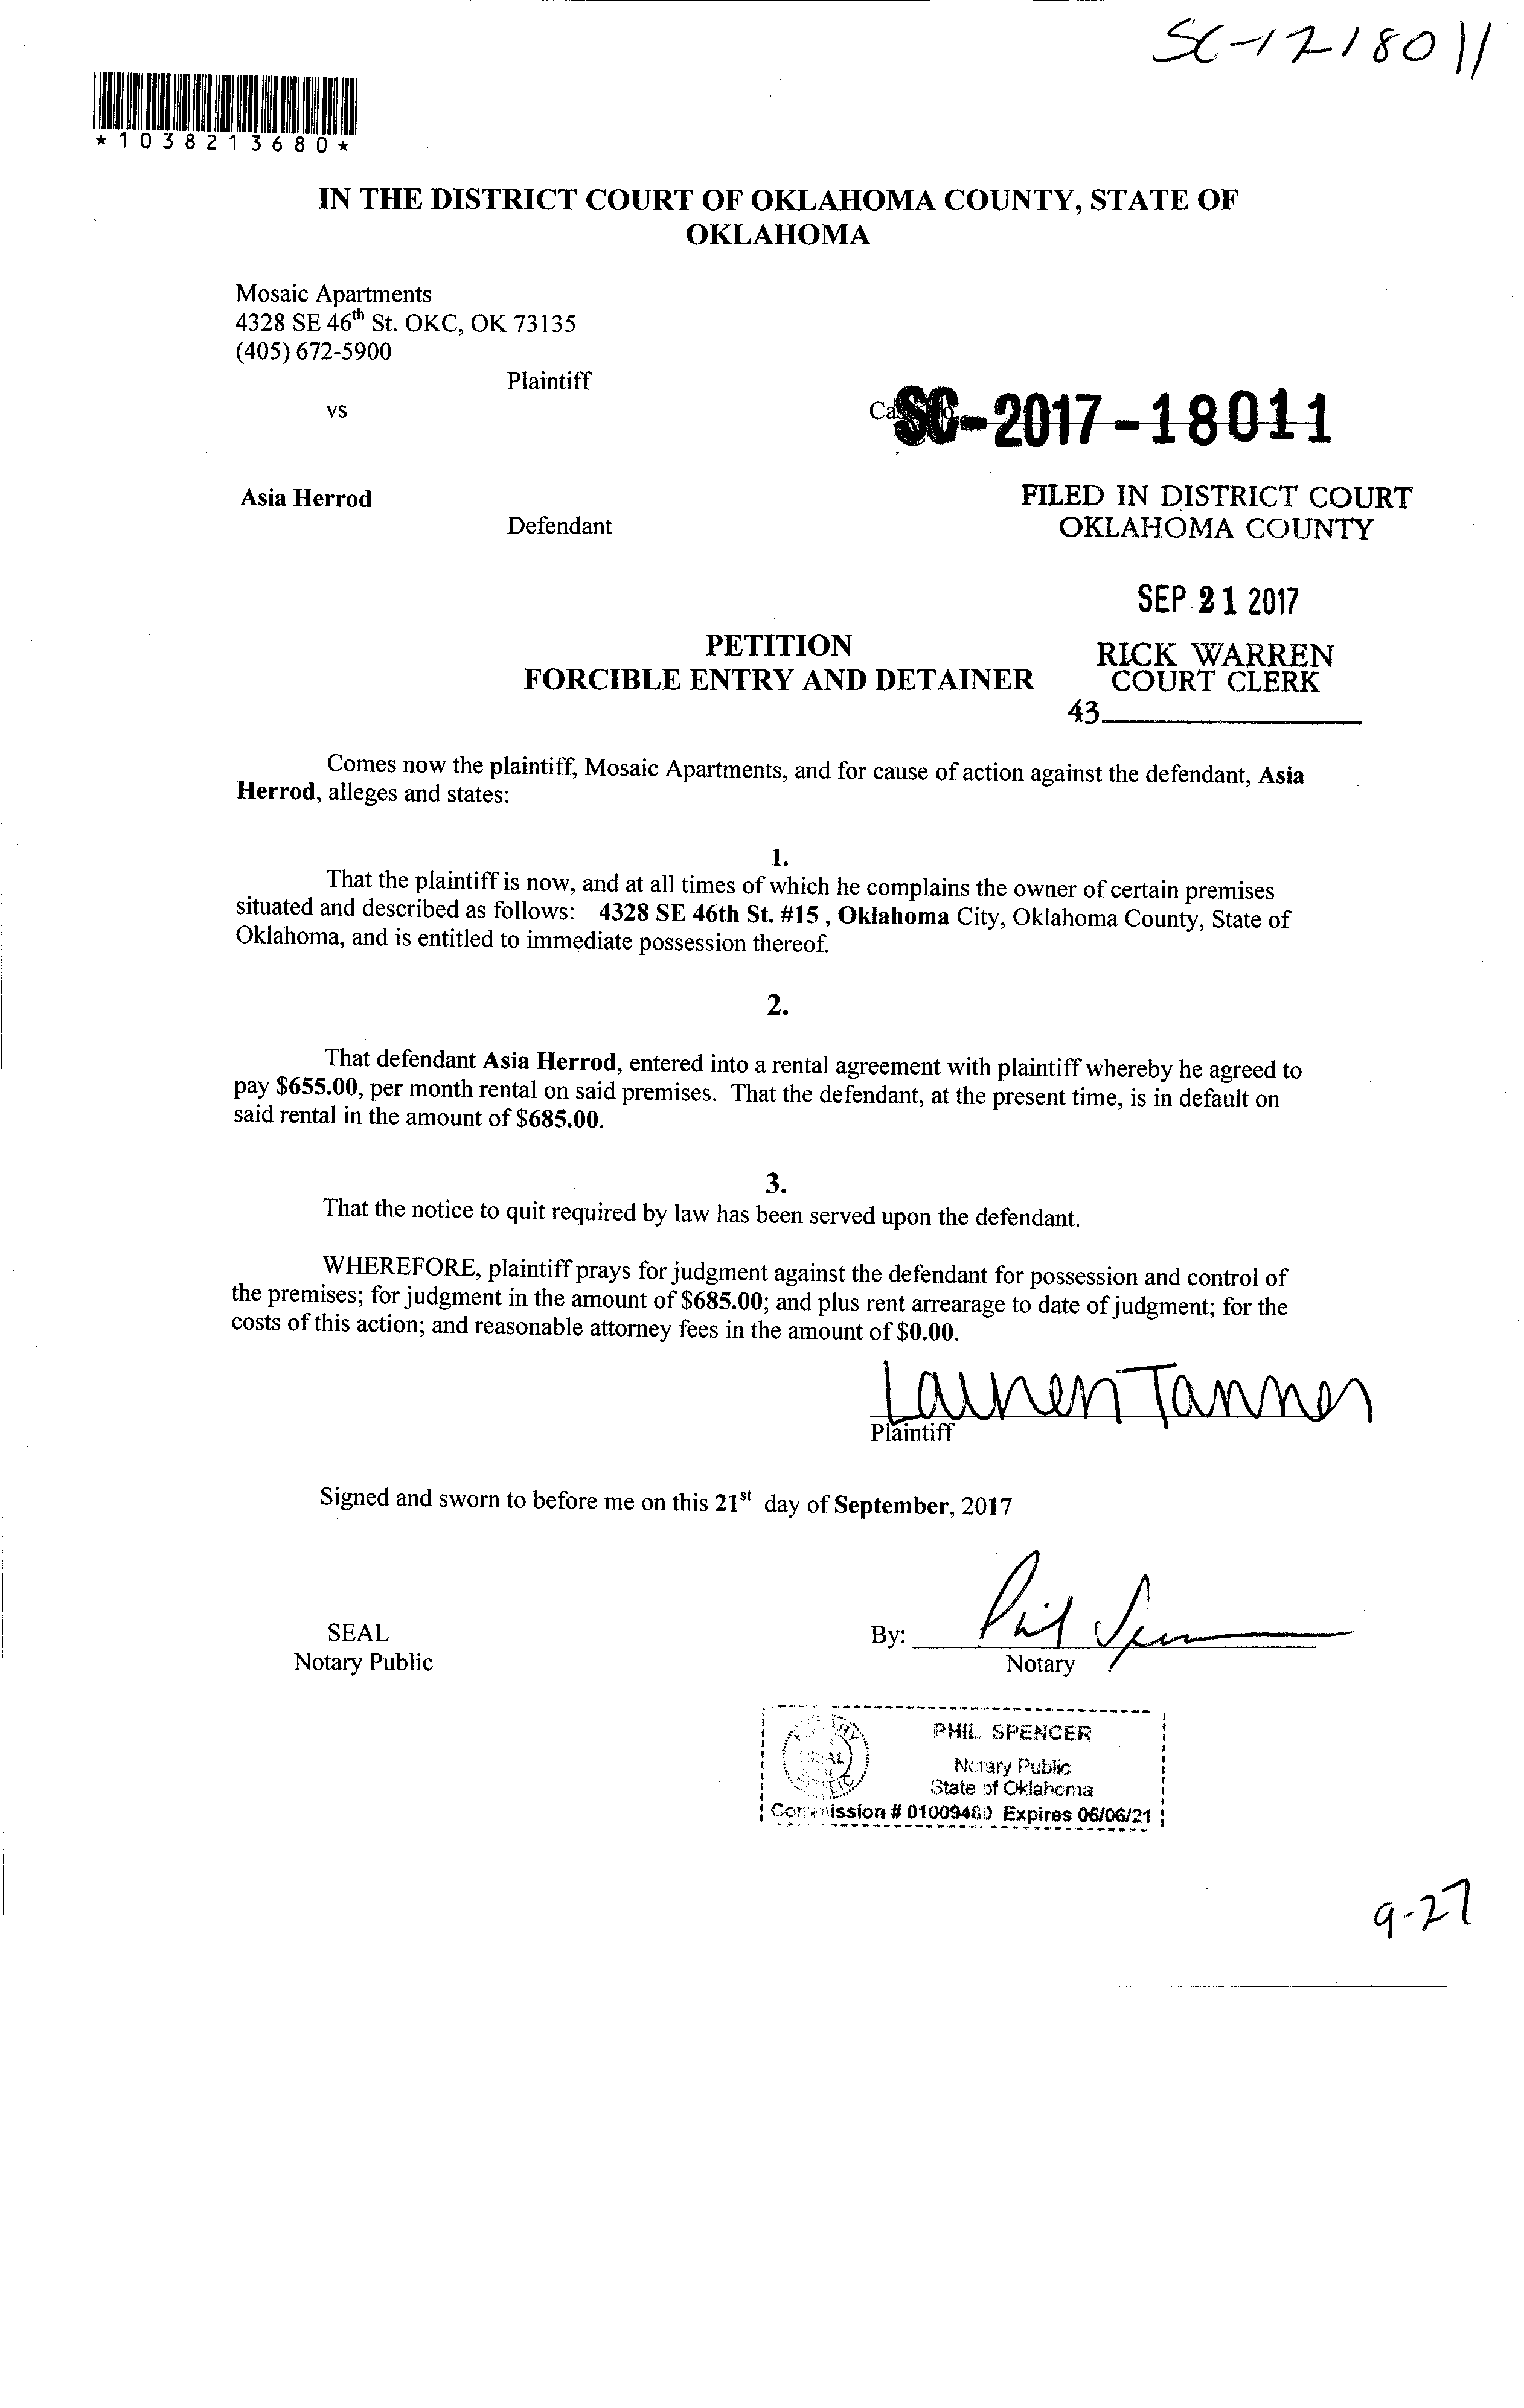 SC-17-18011
*1038213680*
IN THE DISTRICT COURT OF OKLAHOMA COUNTY, STATE OF
OKLAHOMA
Mosaic Apartments
4328 SE 46th St. OKC, OK 73135
(405) 672-5900
Plaintiff
vs
SC-2017-18011
Asia Herrod
Defendant
FILED IN DISTRICT COURT
OKLAHOMA COUNTY
SEP 21 2017
RICK WARREN
COURT CLERK
43
PETITION
FORCIBLE ENTRY AND DETAINER
Comes now the plaintiff, Mosaic Apartments, and for cause of action against the defendant, Asia
Herrod, alleges and states:
1.
That the plaintiff is now, and at all times of which he complains the owner of certain premises
situated and described as follows: 4328 SE 46th St. #15 , Oklahoma City, Oklahoma County, State of
Oklahoma, and is entitled to immediate possession thereof.
2.
That defendant Asia Herrod, entered into a rental agreement with plaintiff whereby he agreed to
pay $655.00, per month rental on said premises. That the defendant, at the present time, is in default on
said rental in the amount of $685.00.
3.
That the notice to quit required by law has been served upon the defendant.
WHEREFORE, plaintiff prays for judgment against the defendant for possession and control of
the premises; for judgment in the amount of $685.00; and plus rent arrearage to date of judgment; for the
costs of this action; and reasonable attorney fees in the amount of $0.00.
Lauren Tanner
Plaintiff
Signed and sworn to before me on this 21st day of September, 2017
SEAL
Notary Public
By: Phil Spencer
Notary
PHIL SPENCER
Notary Public
State of Oklahoma
Commission # 01009480 Expires 06/06/21
9-27